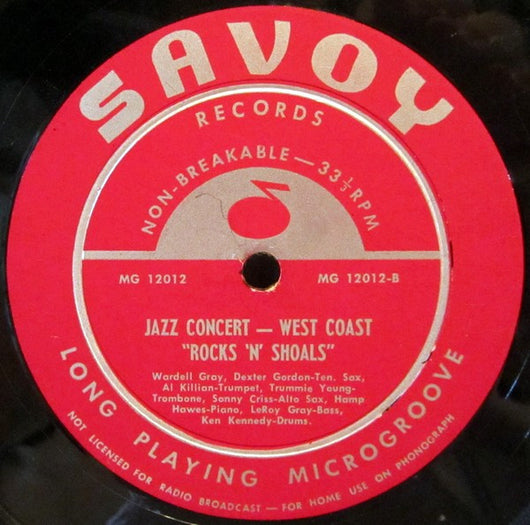 SAVOY
RECORDS
NON-BREAKABLE — 33 1/3 RPM
MG 12012
MG 12012-B
JAZZ CONCERT — WEST COAST
"ROCKS 'N' SHOALS"
Wardell Gray, Dexter Gordon-Ten. Sax,
Al Killian-Trumpet, Trummie Young-
Trombone, Sonny Criss-Alto Sax, Hamp
Hawes-Piano, LeRoy Gray-Bass,
Ken Kennedy-Drums.
LONG PLAYING MICROGROOVE
NOT LICENSED FOR RADIO BROADCAST — FOR HOME USE ON PHONOGRAPH